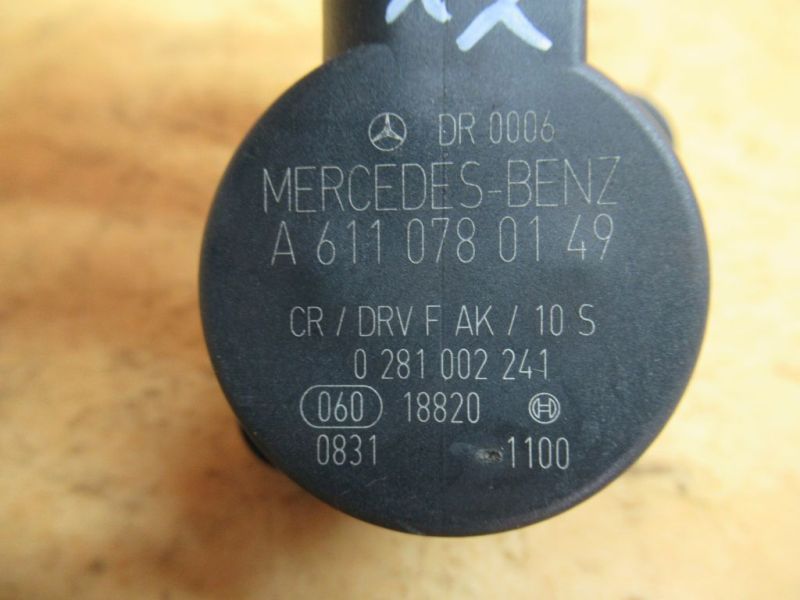 DR 0006
MERCEDES-BENZ
A 611 078 01 49
CR / DRV F AK / 10 S
0 281 002 241
060 18820
0831 1100